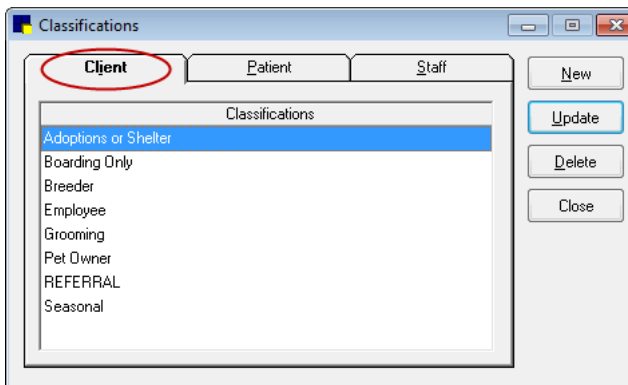 Classifications
Client Patient Staff
Classifications
Adoptions or Shelter
Boarding Only
Breeder
Employee
Grooming
Pet Owner
REFERRAL
Seasonal
New
Update
Delete
Close